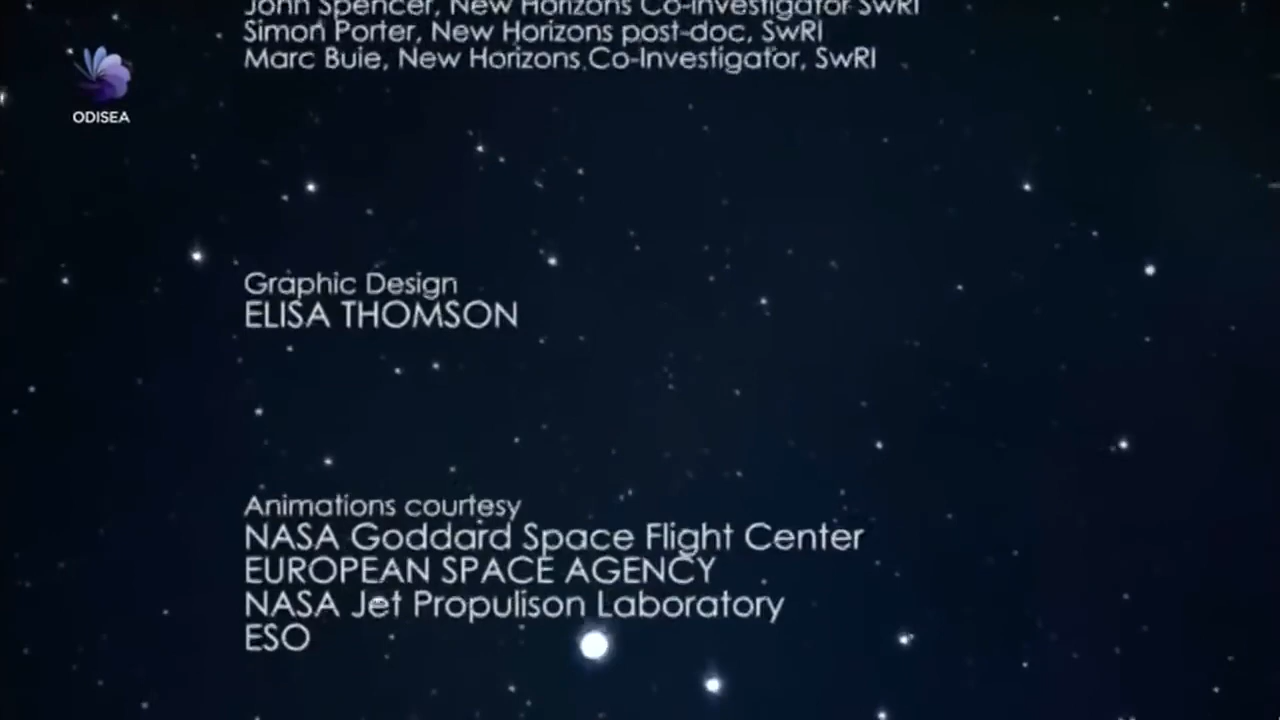 John Spencer, New Horizons Co-Investigator SwRI
Simon Porter, New Horizons post-doc, SwRI
Marc Buie, New Horizons Co-Investigator, SwRI
ODISEA
Graphic Design
ELISA THOMSON
Animations courtesy
NASA Goddard Space Flight Center
EUROPEAN SPACE AGENCY
NASA Jet Propulison Laboratory
ESO